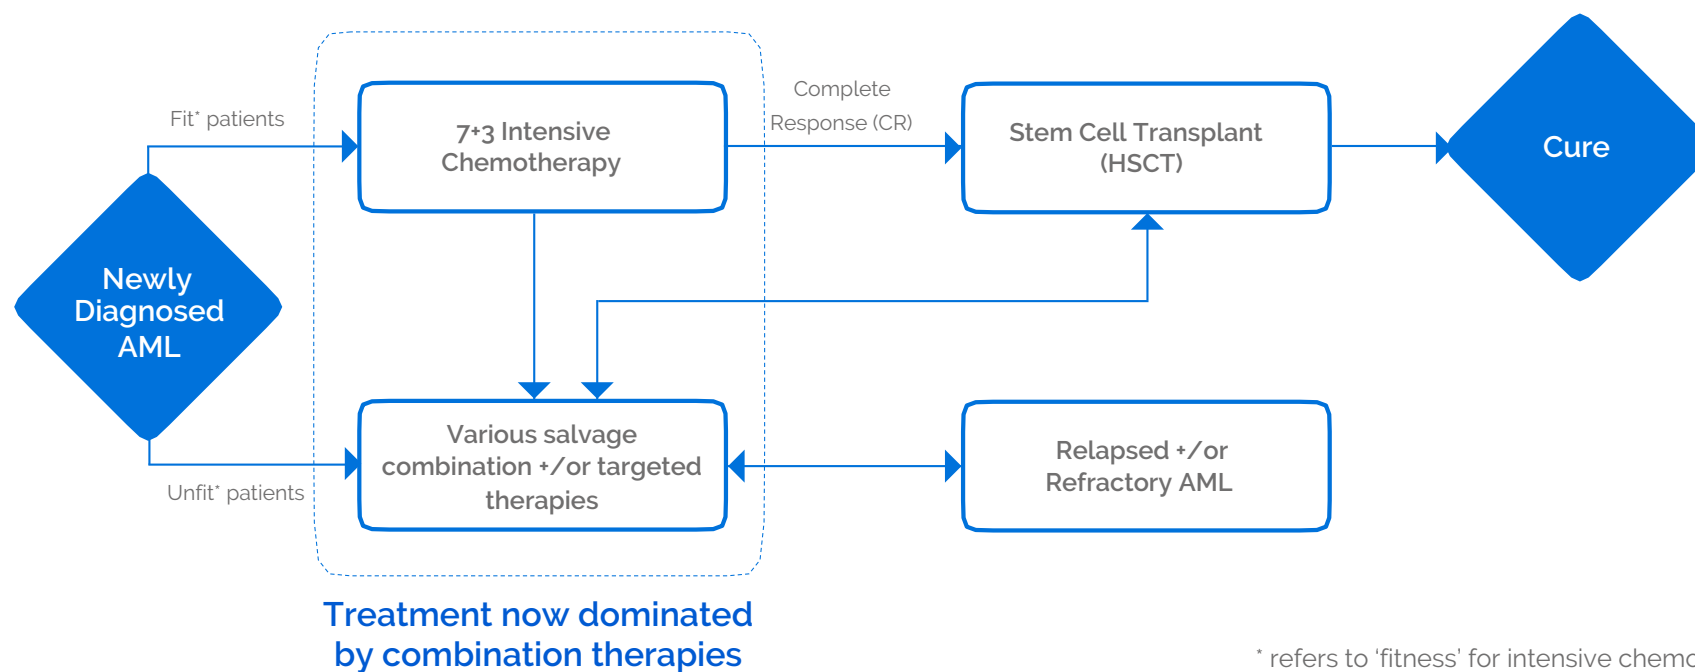 Fit* patients
7+3 Intensive
Chemotherapy
Complete
Response (CR)
Stem Cell Transplant
(HSCT)
Cure
Newly
Diagnosed
AML
Unfit* patients
Various salvage
combination +/or targeted
therapies
Relapsed +/or
Refractory AML
Treatment now dominated
by combination therapies
* refers to ‘fitness’ for intensive